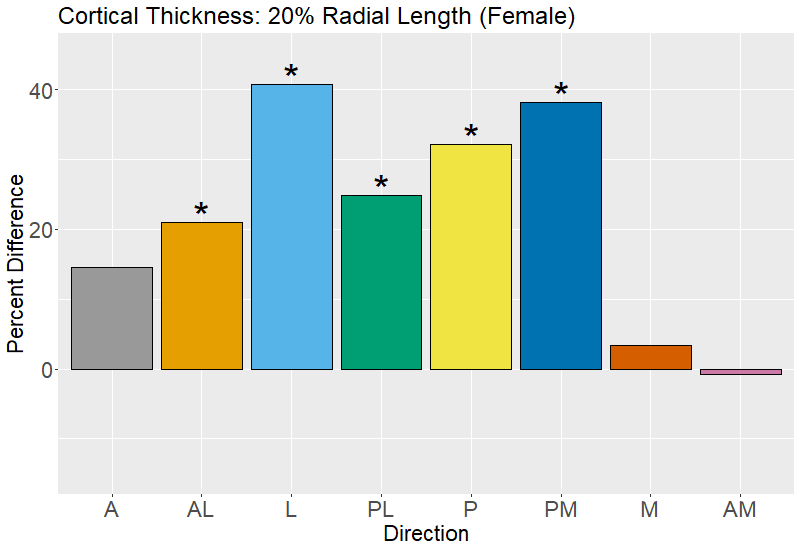 Cortical Thickness: 20% Radial Length (Female)
Percent Difference
40
20
0
* * * * *
A AL L PL P PM M AM
Direction